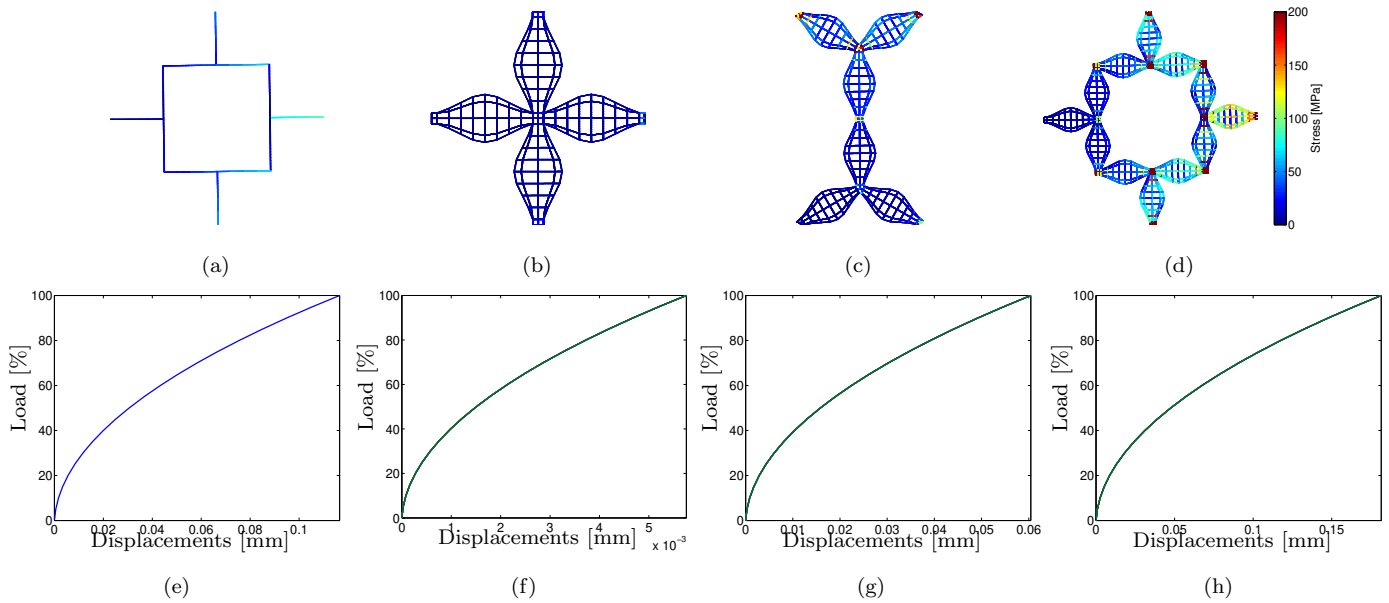 200
150
100
50
0
Stress [MPa]
(a)
(b)
(c)
(d)
100
80
60
40
20
0
Load [%]
0
0.02
0.04
0.06
0.08
0.1
Displacements [mm]
100
80
60
40
20
0
Load [%]
0
1
2
3
4
5
x 10⁻³
Displacements [mm]
100
80
60
40
20
0
Load [%]
0
0.01
0.02
0.03
0.04
0.05
0.06
Displacements [mm]
100
80
60
40
20
0
Load [%]
0
0.05
0.1
0.15
Displacements [mm]
(e)
(f)
(g)
(h)